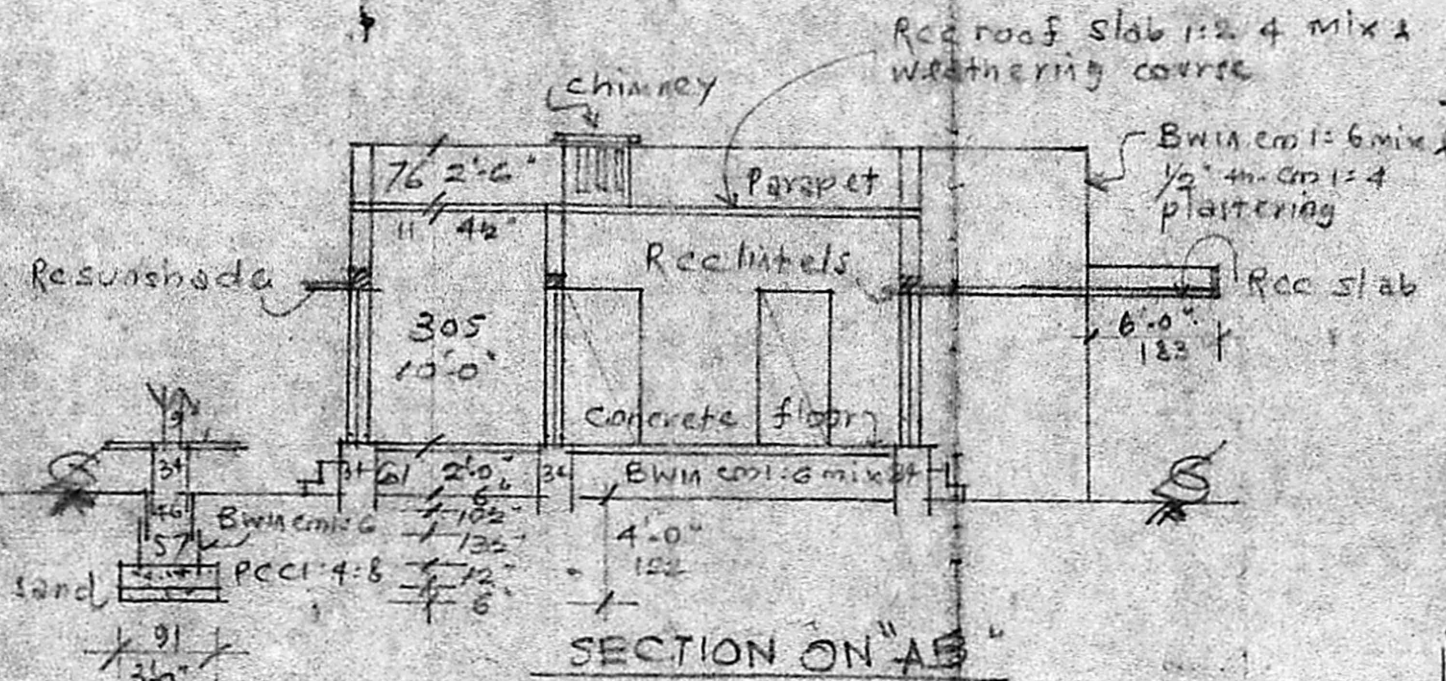 Rcc roof slab 1:2 4 mix &
weathering course
chimney
Bwin cm 1:6 mix &
1/2" th. cm 1:4
plastering
76 2'-6"
Parapet
11 4½"
Rcc lintels
Rc sunshade
Rcc slab
305
10'-0"
6'-0"
183
concrete floor
9
34
34 61 2'-0" 34 Bwin cm 1:6 mix 34
6"
46
Bwin cm 1:6
10½"
4'-0"
57
13½"
122
PCC 1:4:8
12"
sand
6"
91
3'-0"
SECTION ON "AB"